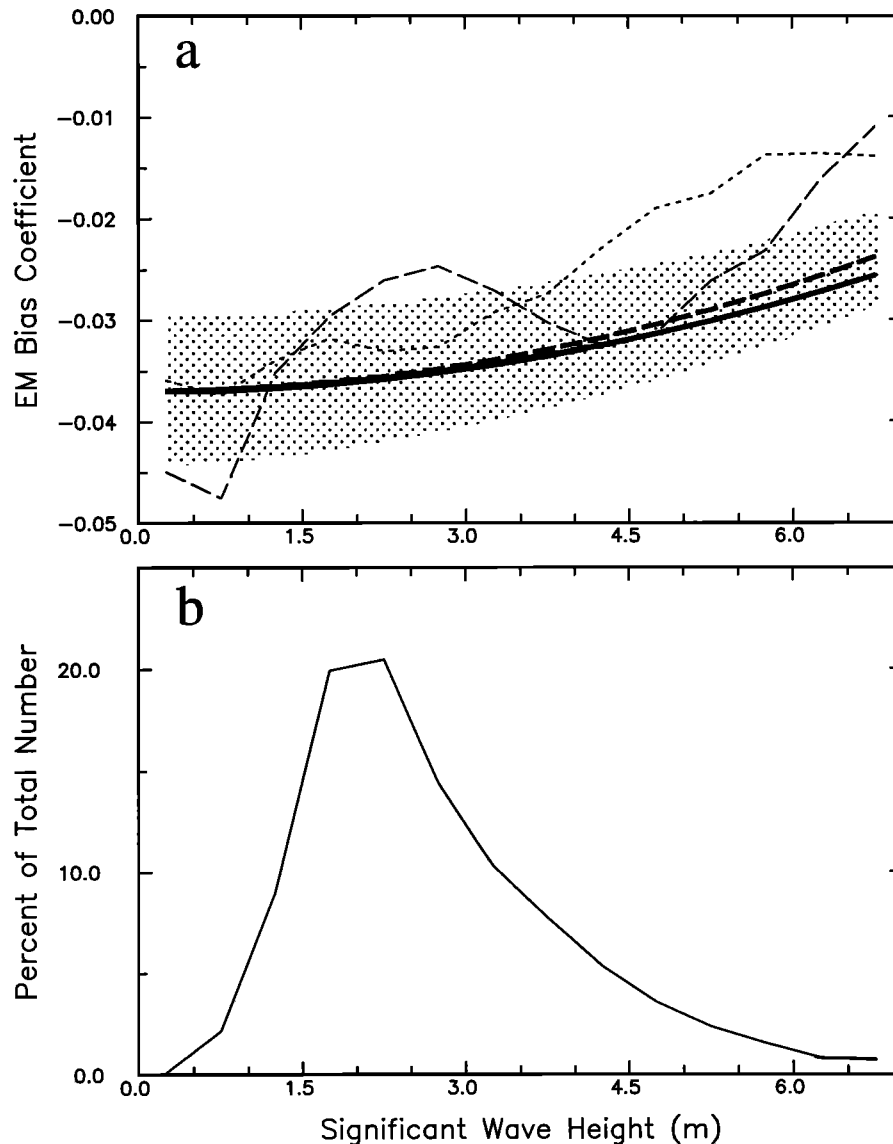 a
0.00
−0.01
−0.02
−0.03
−0.04
−0.05
EM Bias Coefficient
0.0 1.5 3.0 4.5 6.0
b
20.0
10.0
0.0
Percent of Total Number
0.0 1.5 3.0 4.5 6.0
Significant Wave Height (m)